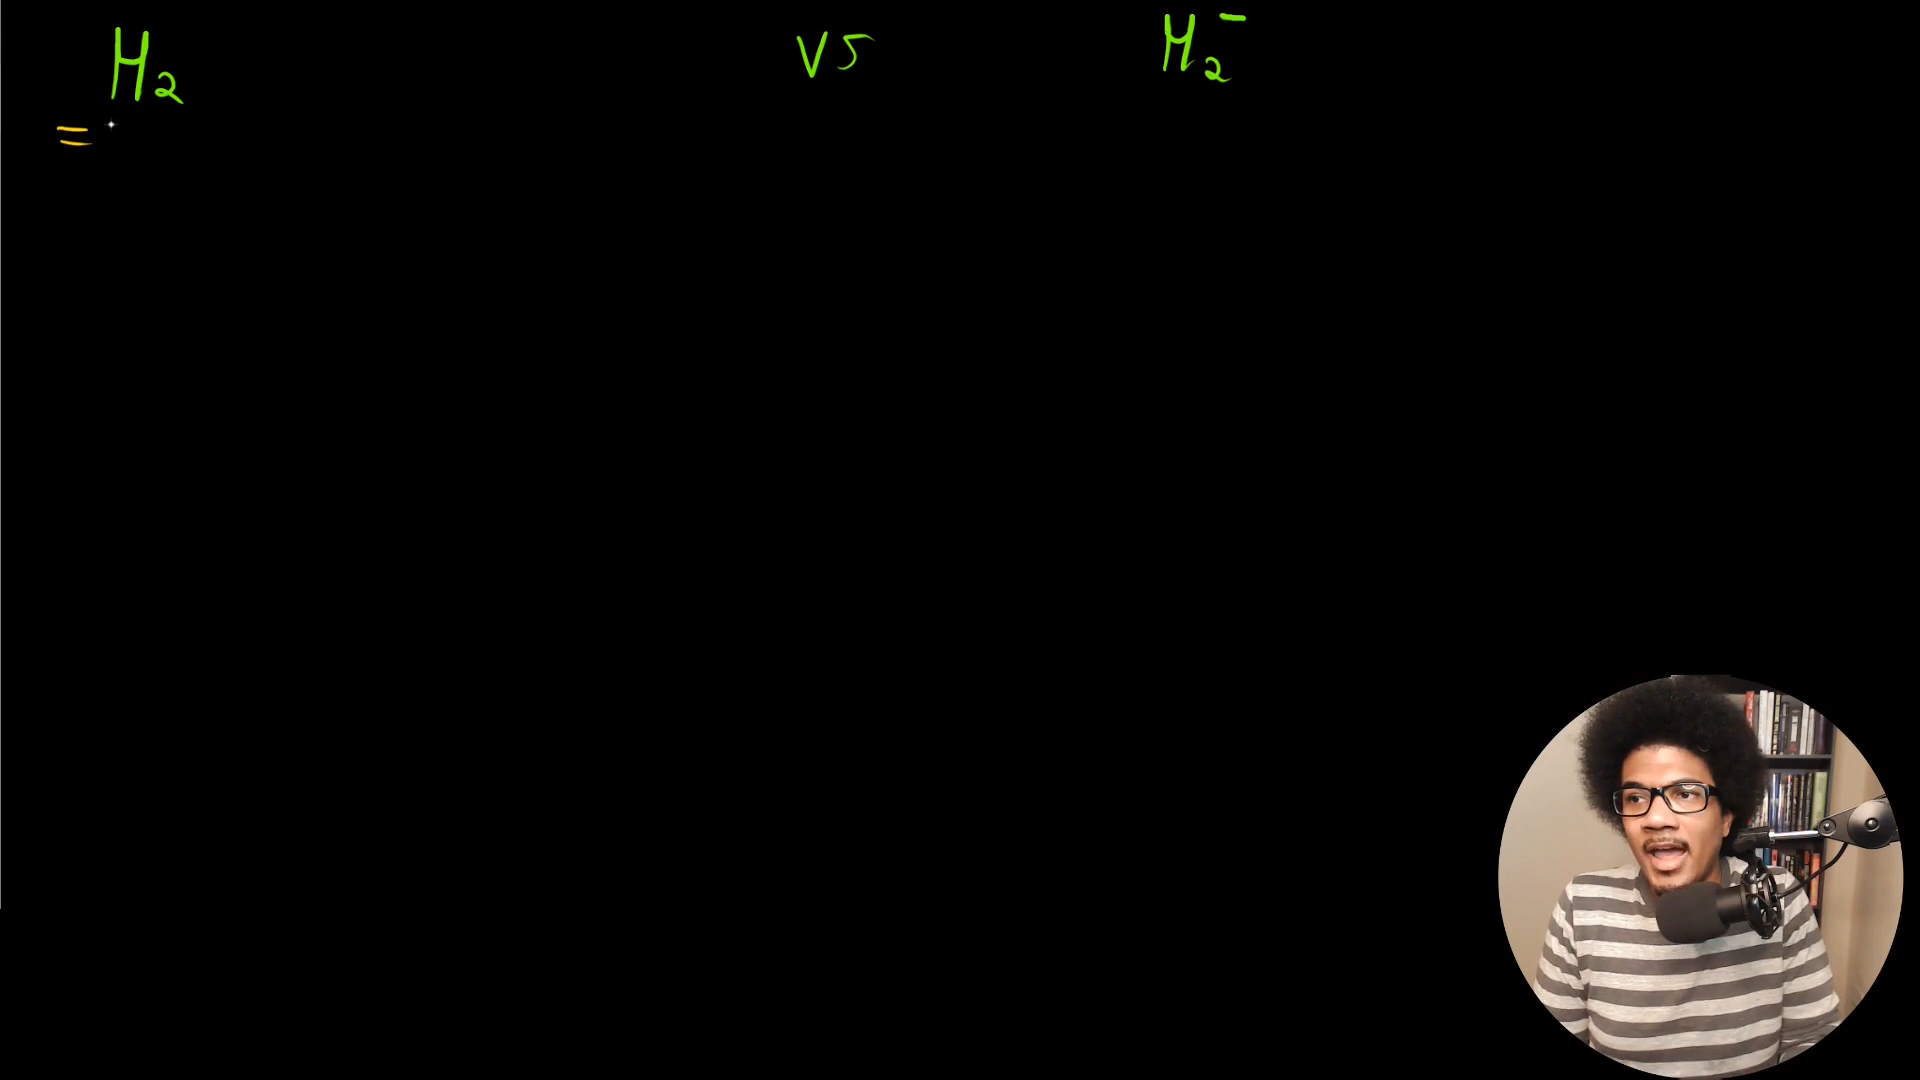 H₂ vs H₂⁻
=